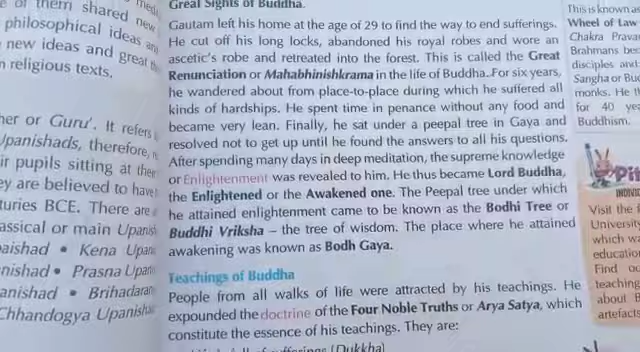 of them shared new
philosophical ideas and
new ideas and great
religious texts.
her or Guru'. It refers
Upanishads, therefore,
ir pupils sitting at their
ey are believed to have
turies BCE. There are
assical or main Upanish
paishad • Kena Upani
nishad • Prasna Upani
anishad • Brihadaran
Chhandogya Upanishad
Great Sights of Buddha.
Gautam left his home at the age of 29 to find the way to end sufferings.
He cut off his long locks, abandoned his royal robes and wore an
ascetic's robe and retreated into the forest. This is called the Great
Renunciation or Mahabhinishkrama in the life of Buddha. For six years,
he wandered about from place-to-place during which he suffered all
kinds of hardships. He spent time in penance without any food and
became very lean. Finally, he sat under a peepal tree in Gaya and
resolved not to get up until he found the answers to all his questions.
After spending many days in deep meditation, the supreme knowledge
or Enlightenment was revealed to him. He thus became Lord Buddha,
the Enlightened or the Awakened one. The Peepal tree under which
he attained enlightenment came to be known as the Bodhi Tree or
Buddhi Vriksha – the tree of wisdom. The place where he attained
awakening was known as Bodh Gaya.
Teachings of Buddha
People from all walks of life were attracted by his teachings. He
expounded the doctrine of the Four Noble Truths or Arya Satya, which
constitute the essence of his teachings. They are:
full of sufferings (Dukkha)
This is known as
Wheel of Law
Chakra Pravar
Brahmans bec
disciples and
Sangha or Bud
monks. He th
for 40 yea
Buddhism.
Pit
INDIVID
Visit the
University
which wa
education
Find ou
teaching
about
artefacts